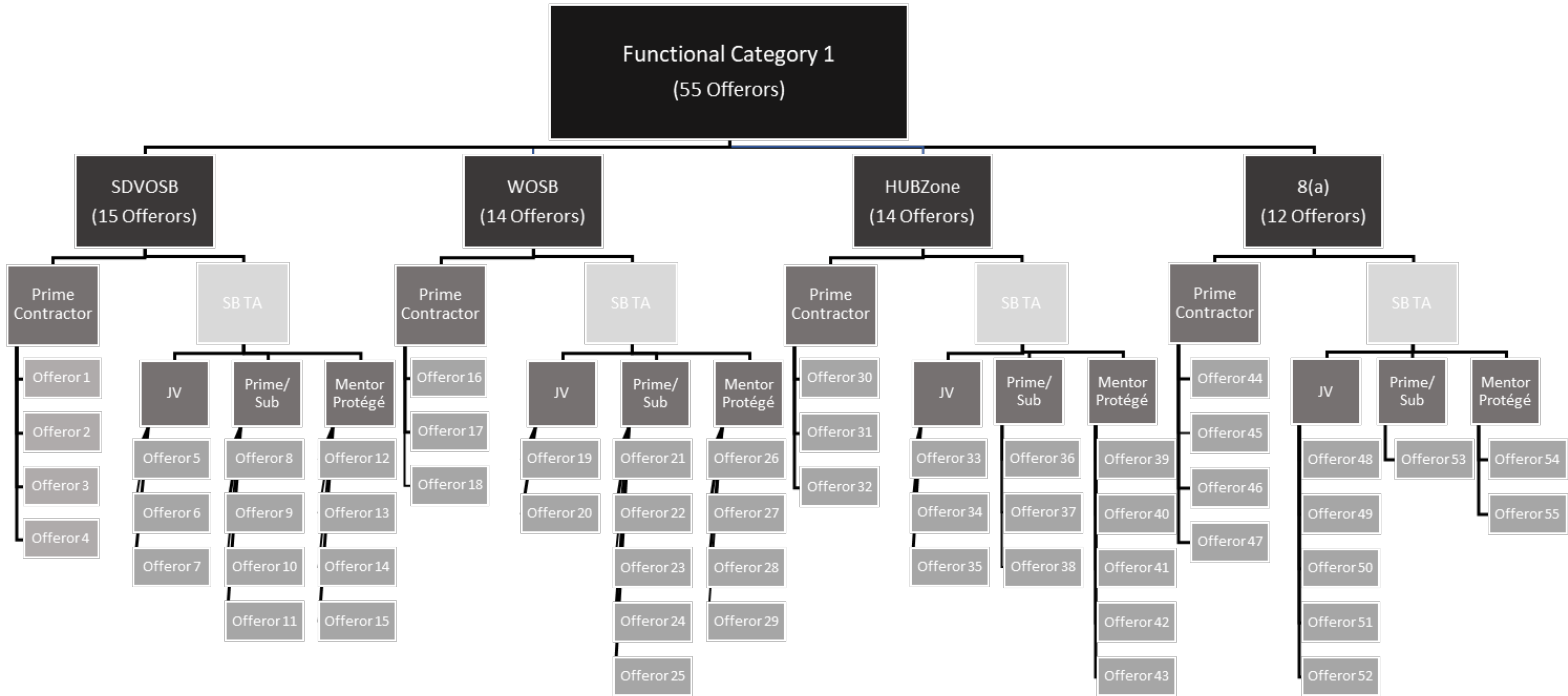 Functional Category 1
(55 Offerors)
SDVOSB
(15 Offerors)
WOSB
(14 Offerors)
HUBZone
(14 Offerors)
8(a)
(12 Offerors)
Prime
Contractor
SB TA
Offeror 1
Offeror 2
Offeror 3
Offeror 4
JV
Offeror 5
Offeror 6
Offeror 7
Prime/
Sub
Offeror 8
Offeror 9
Offeror 10
Offeror 11
Mentor
Protégé
Offeror 12
Offeror 13
Offeror 14
Offeror 15
Prime
Contractor
SB TA
Offeror 16
Offeror 17
Offeror 18
JV
Offeror 19
Offeror 20
Prime/
Sub
Offeror 21
Offeror 22
Offeror 23
Offeror 24
Offeror 25
Mentor
Protégé
Offeror 26
Offeror 27
Offeror 28
Offeror 29
Prime
Contractor
SB TA
Offeror 30
Offeror 31
Offeror 32
JV
Offeror 33
Offeror 34
Offeror 35
Prime/
Sub
Offeror 36
Offeror 37
Offeror 38
Mentor
Protégé
Offeror 39
Offeror 40
Offeror 41
Offeror 42
Offeror 43
Prime
Contractor
SB TA
Offeror 44
Offeror 45
Offeror 46
Offeror 47
JV
Offeror 48
Offeror 49
Offeror 50
Offeror 51
Offeror 52
Prime/
Sub
Offeror 53
Mentor
Protégé
Offeror 54
Offeror 55